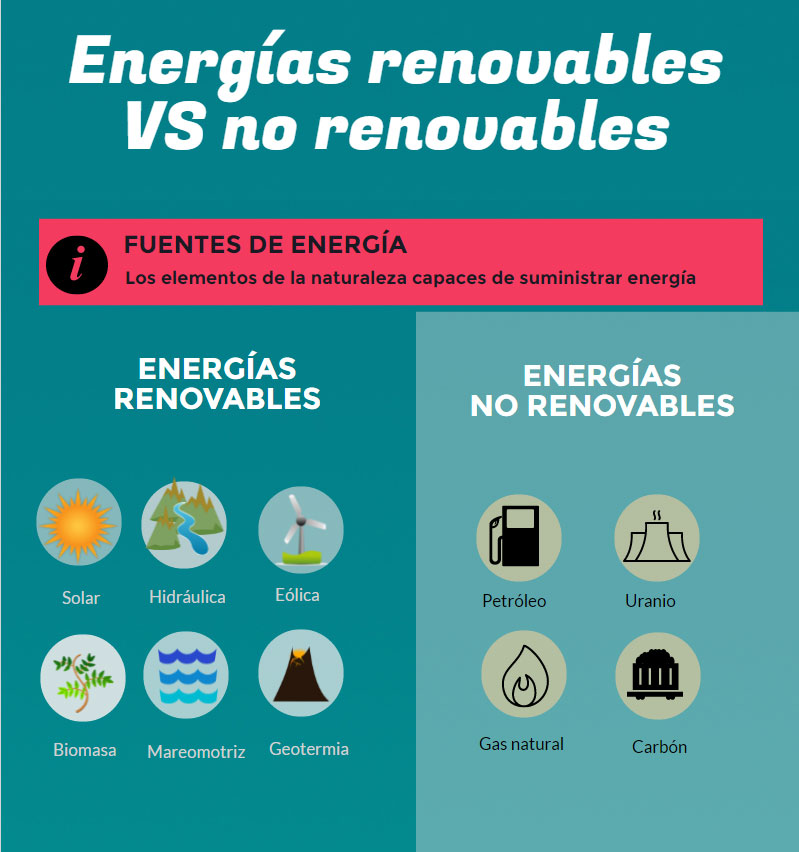 Energías renovables
VS no renovables
i
FUENTES DE ENERGÍA
Los elementos de la naturaleza capaces de suministrar energía
ENERGÍAS
RENOVABLES
Solar
Hidráulica
Eólica
Biomasa
Mareomotriz
Geotermia
ENERGÍAS
NO RENOVABLES
Petróleo
Uranio
Gas natural
Carbón